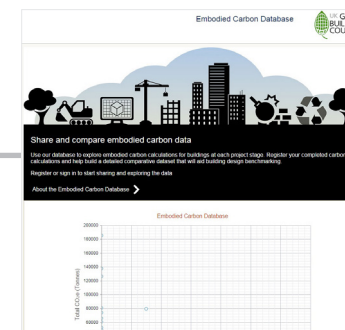 Embodied Carbon Database
UK G
BUIL
COU
Share and compare embodied carbon data
Use our database to explore embodied carbon calculations for buildings at each project stage. Register your completed carbon
calculations and help build a detailed comparative dataset that will aid building design benchmarking
Register or sign in to start sharing and exploring the data
About the Embodied Carbon Database
Embodied Carbon Database
200000
180000
160000
140000
120000
100000
80000
60000
Total CO₂e (Tonnes)